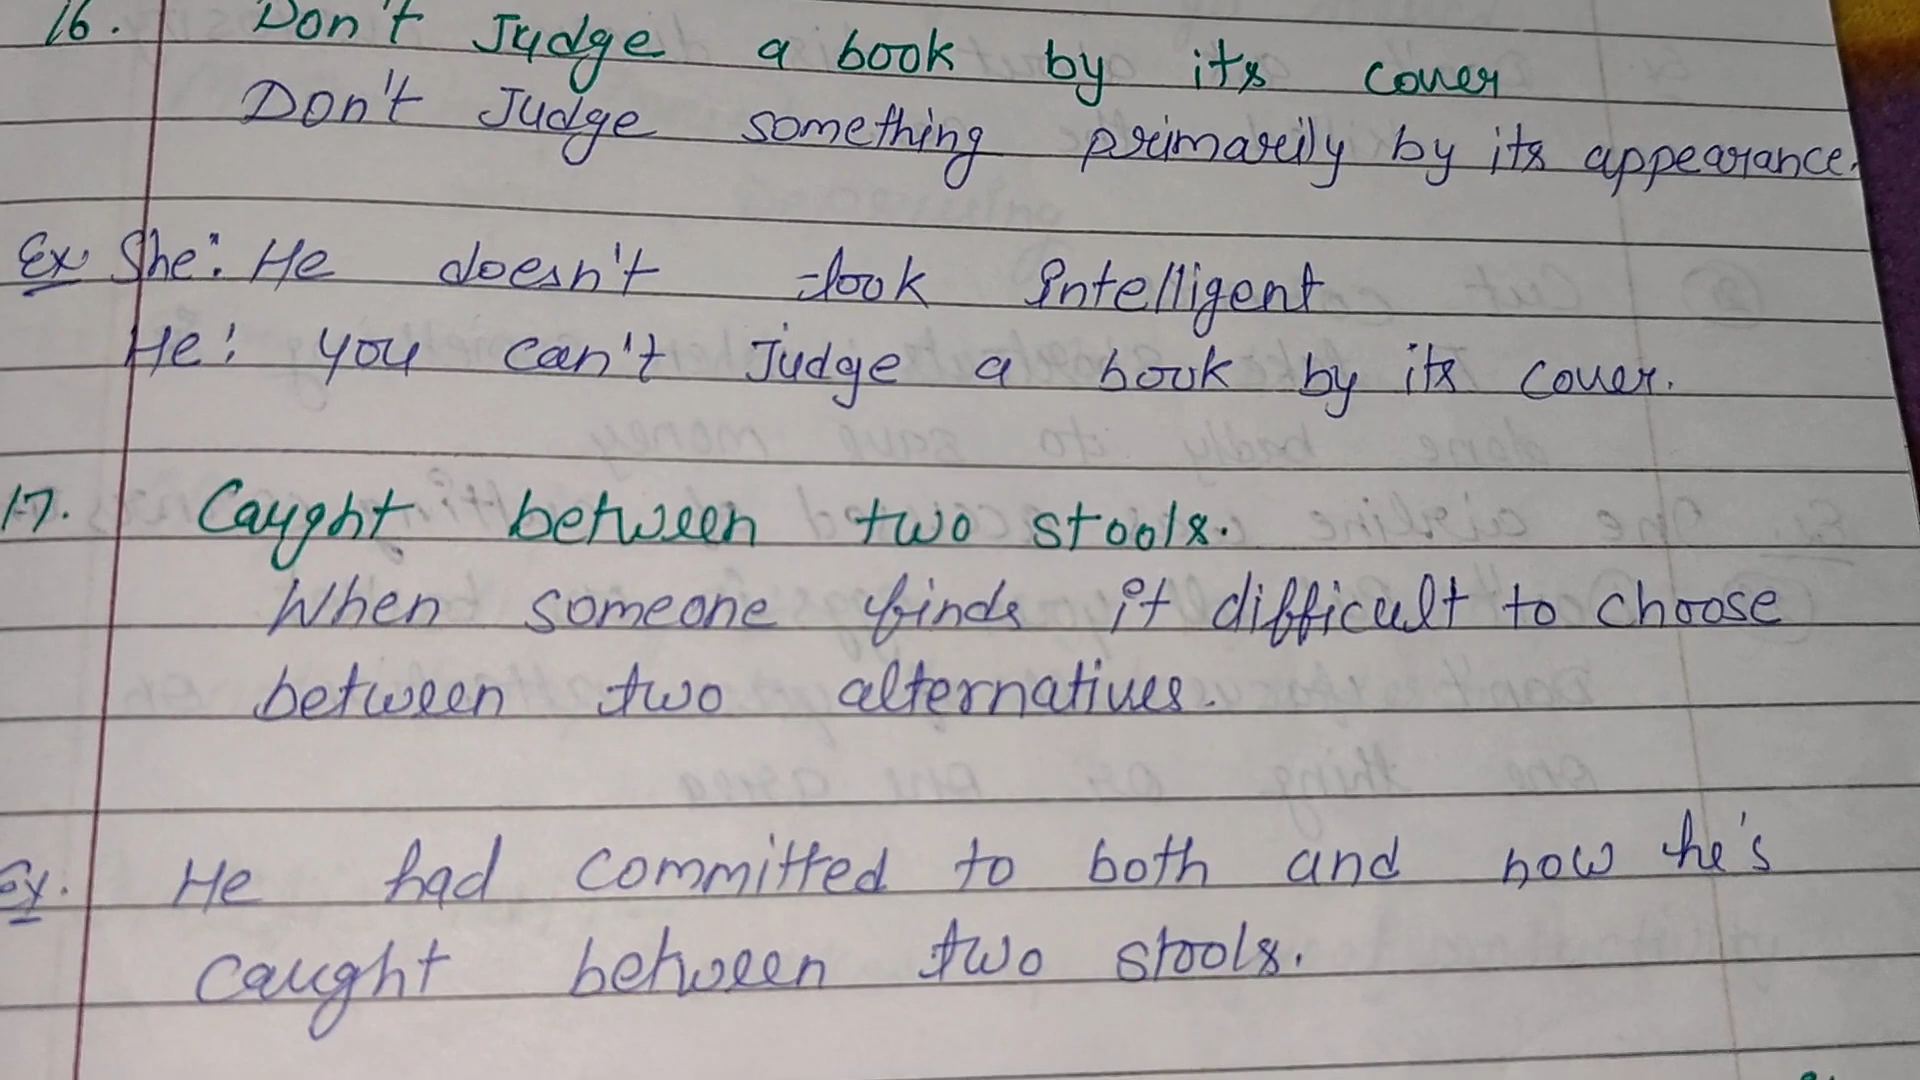 16. Don't Judge a book by its cover
Don't Judge something primarily by its appearance.
Ex She: He doesn't look Intelligent
He: you can't Judge a book by its cover.
17. Caught between two stools.
When someone finds it difficult to choose
between two alternatives.
Ex. He had committed to both and now he's
caught between two stools.